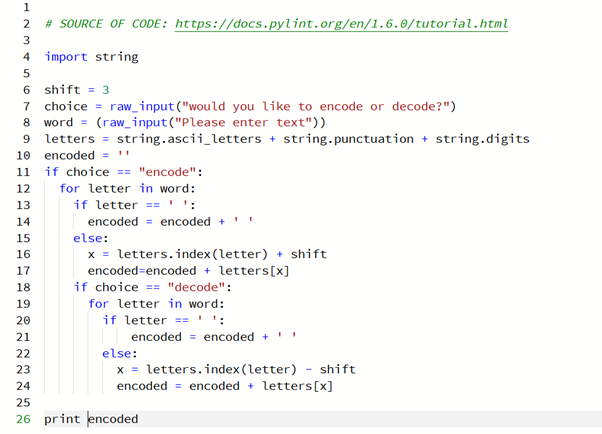 1
2 # SOURCE OF CODE: https://docs.pylint.org/en/1.6.0/tutorial.html
3
4 import string
5
6 shift = 3
7 choice = raw_input("would you like to encode or decode?")
8 word = (raw_input("Please enter text"))
9 letters = string.ascii_letters + string.punctuation + string.digits
10 encoded = ''
11 if choice == "encode":
12   for letter in word:
13     if letter == ' ':
14       encoded = encoded + ' '
15     else:
16       x = letters.index(letter) + shift
17       encoded=encoded + letters[x]
18     if choice == "decode":
19       for letter in word:
20         if letter == ' ':
21             encoded = encoded + ' '
22         else:
23           x = letters.index(letter) - shift
24           encoded = encoded + letters[x]
25
26 print encoded